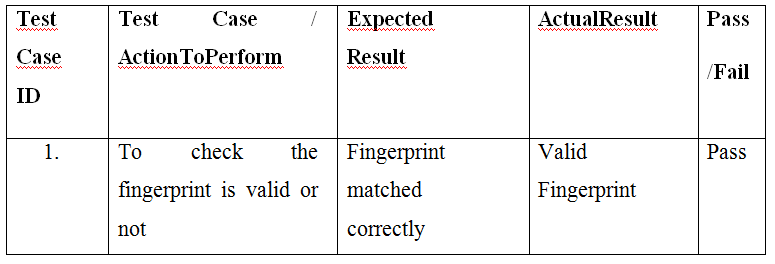 Test Case ID
Test Case / ActionToPerform
Expected Result
ActualResult
Pass /Fail
1.
To check the fingerprint is valid or not
Fingerprint matched correctly
Valid Fingerprint
Pass